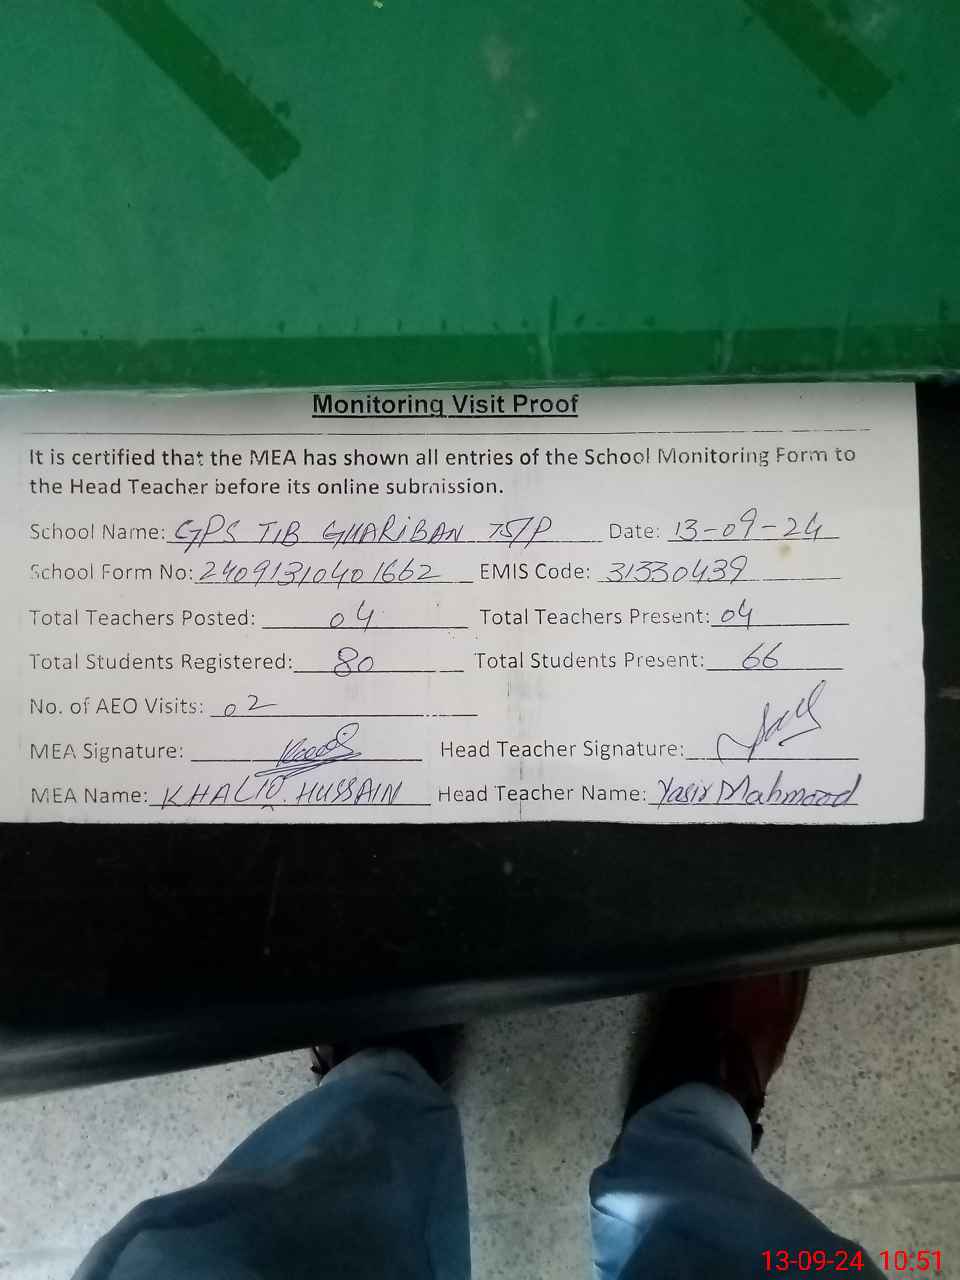 Monitoring Visit Proof
It is certified that the MEA has shown all entries of the School Monitoring Form to
the Head Teacher before its online submission.
School Name: GPS TIB GHARIBAN 75/P Date: 13-09-24
School Form No: 2409131040 1662 EMIS Code: 31330439
Total Teachers Posted: 04 Total Teachers Present: 04
Total Students Registered: 80 Total Students Present: 66
No. of AEO Visits: 02
MEA Signature: Head Teacher Signature:
MEA Name: KHALID. HUSSAIN Head Teacher Name: Yasir Mahmood
13-09-24 10:51